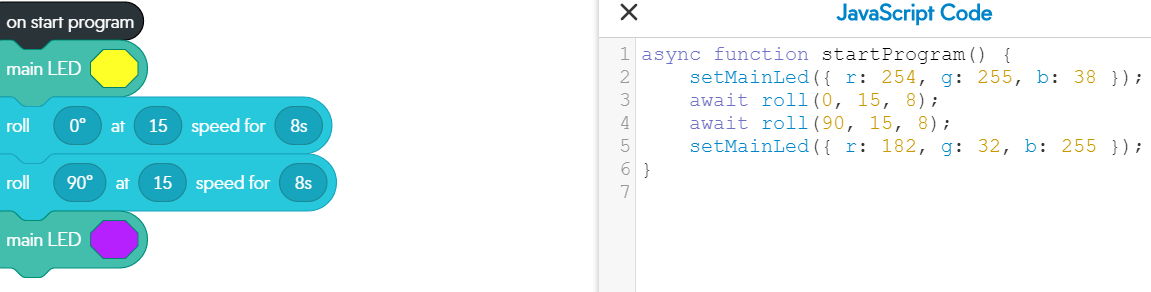 on start program
main LED
roll 0° at 15 speed for 8s
roll 90° at 15 speed for 8s
main LED
× JavaScript Code
1 async function startProgram() {
2     setMainLed({ r: 254, g: 255, b: 38 });
3     await roll(0, 15, 8);
4     await roll(90, 15, 8);
5     setMainLed({ r: 182, g: 32, b: 255 });
6 }
7